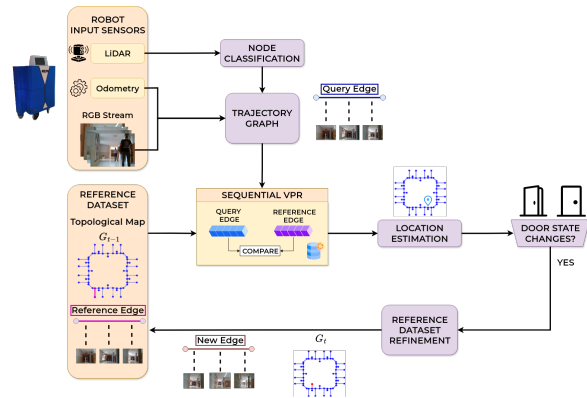 ROBOT
INPUT SENSORS
LiDAR
Odometry
RGB Stream
NODE
CLASSIFICATION
TRAJECTORY
GRAPH
Query Edge
REFERENCE
DATASET
Topological Map
G_{t-1}
Reference Edge
SEQUENTIAL VPR
QUERY
EDGE
REFERENCE
EDGE
COMPARE
LOCATION
ESTIMATION
DOOR STATE
CHANGES?
YES
REFERENCE
DATASET
REFINEMENT
G_t
New Edge